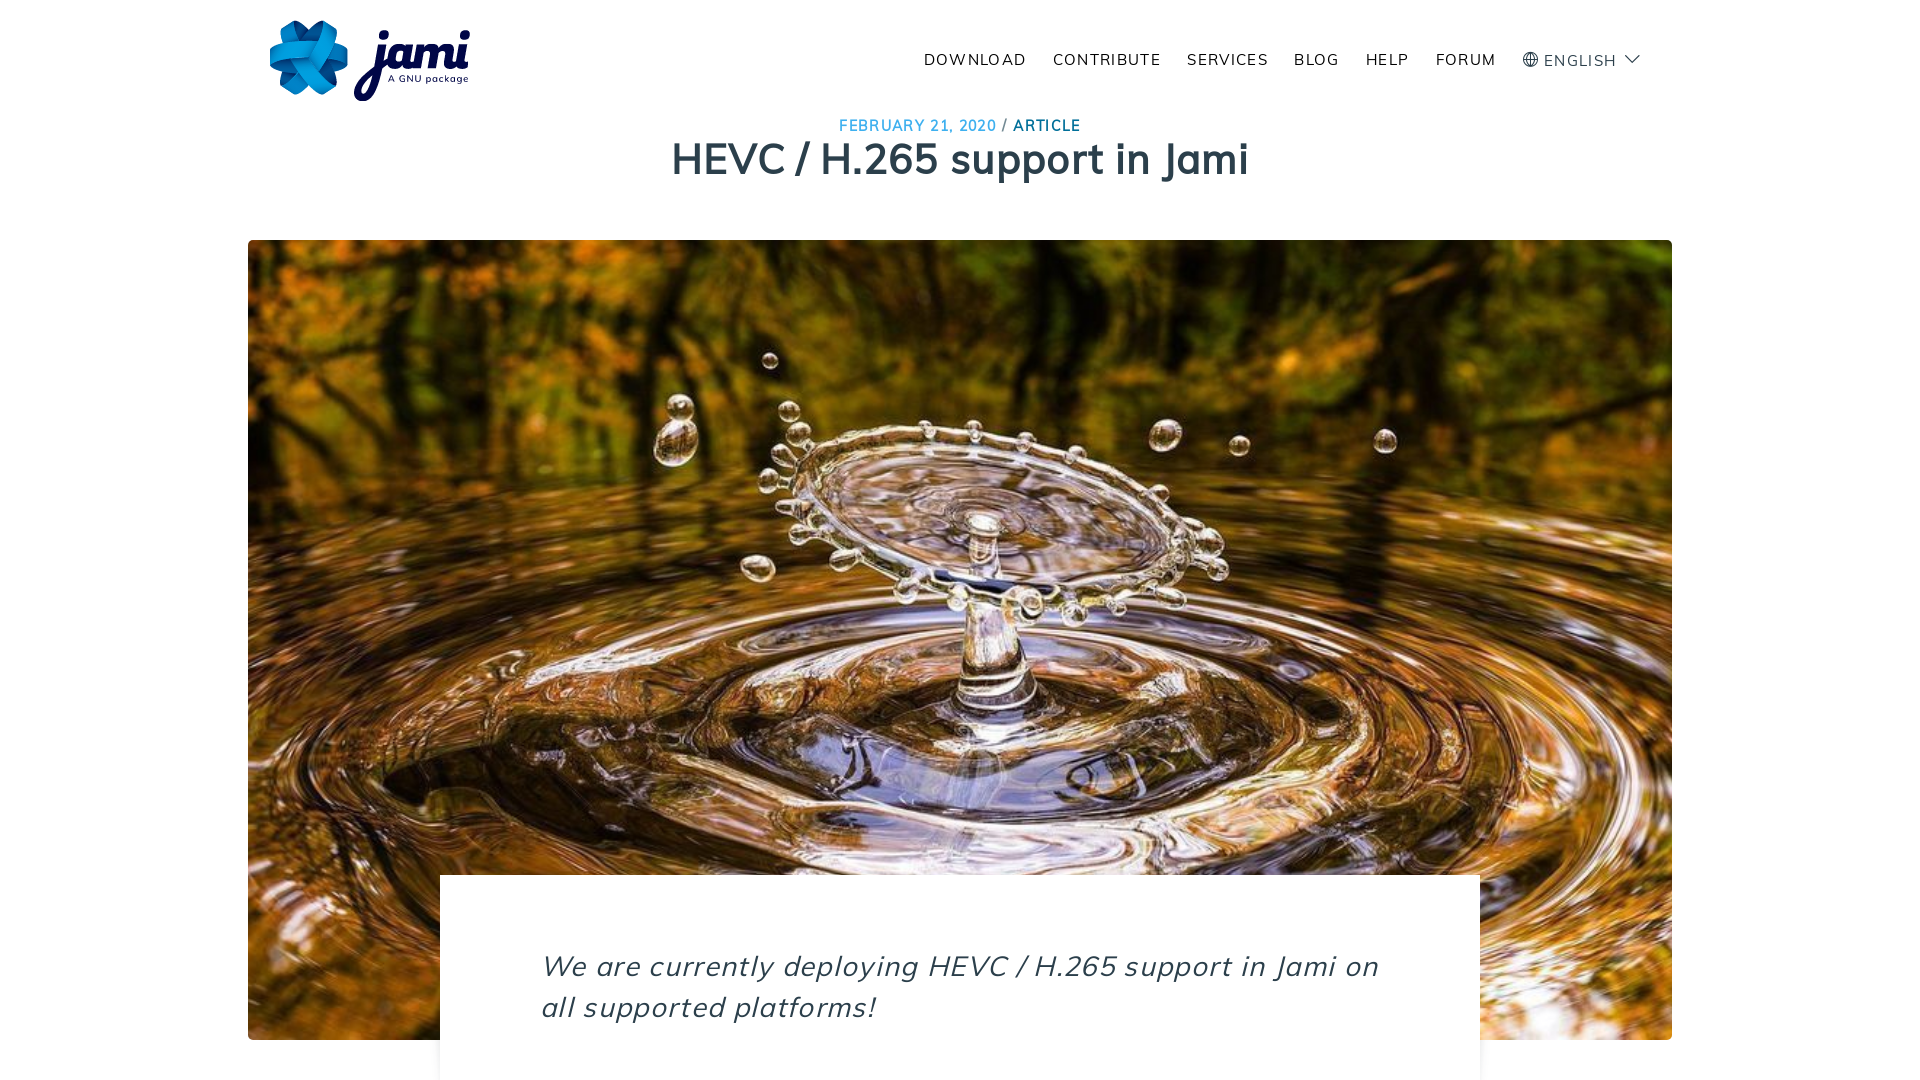 jami
A GNU package
DOWNLOAD CONTRIBUTE SERVICES BLOG HELP FORUM ENGLISH
FEBRUARY 21, 2020 / ARTICLE
HEVC / H.265 support in Jami
We are currently deploying HEVC / H.265 support in Jami on
all supported platforms!